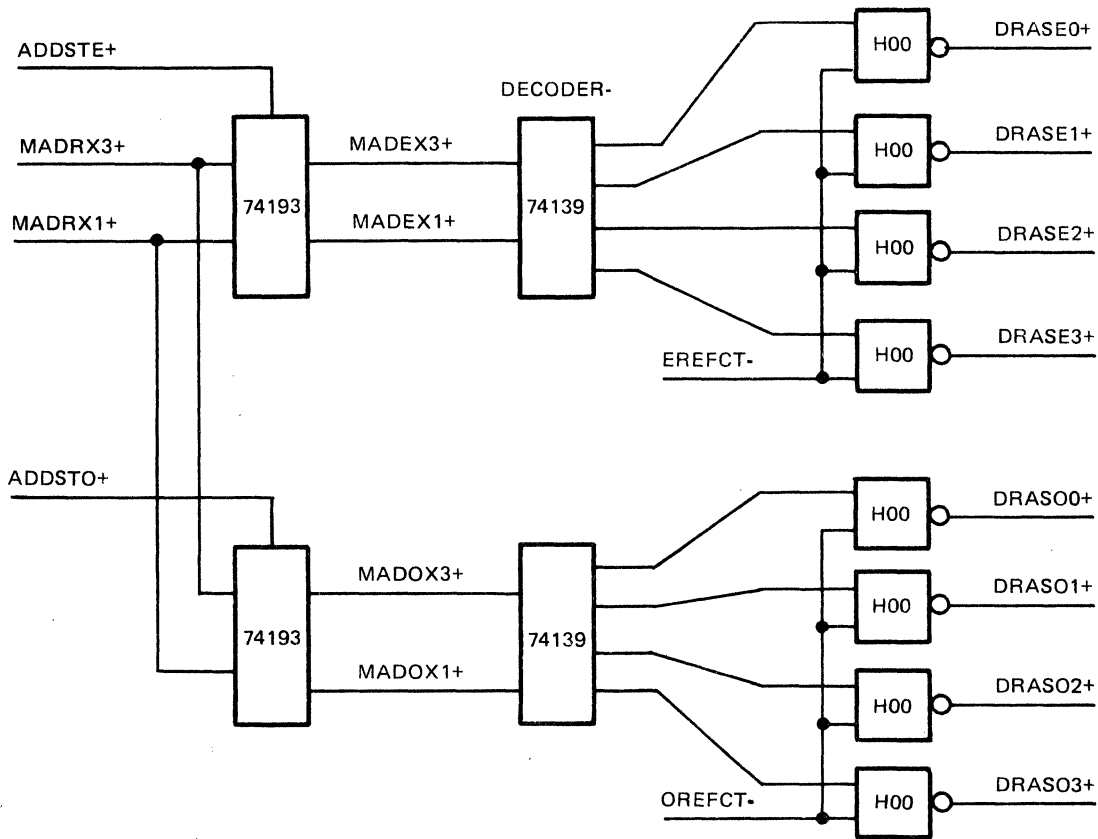 ADDSTE+
MADRX3+
MADRX1+
74193
MADEX3+
MADEX1+
DECODER-
74139
H00
DRASE0+
H00
DRASE1+
H00
DRASE2+
H00
DRASE3+
EREFCT-
ADDSTO+
74193
MADOX3+
MADOX1+
74139
H00
DRASO0+
H00
DRASO1+
H00
DRASO2+
H00
DRASO3+
OREFCT-